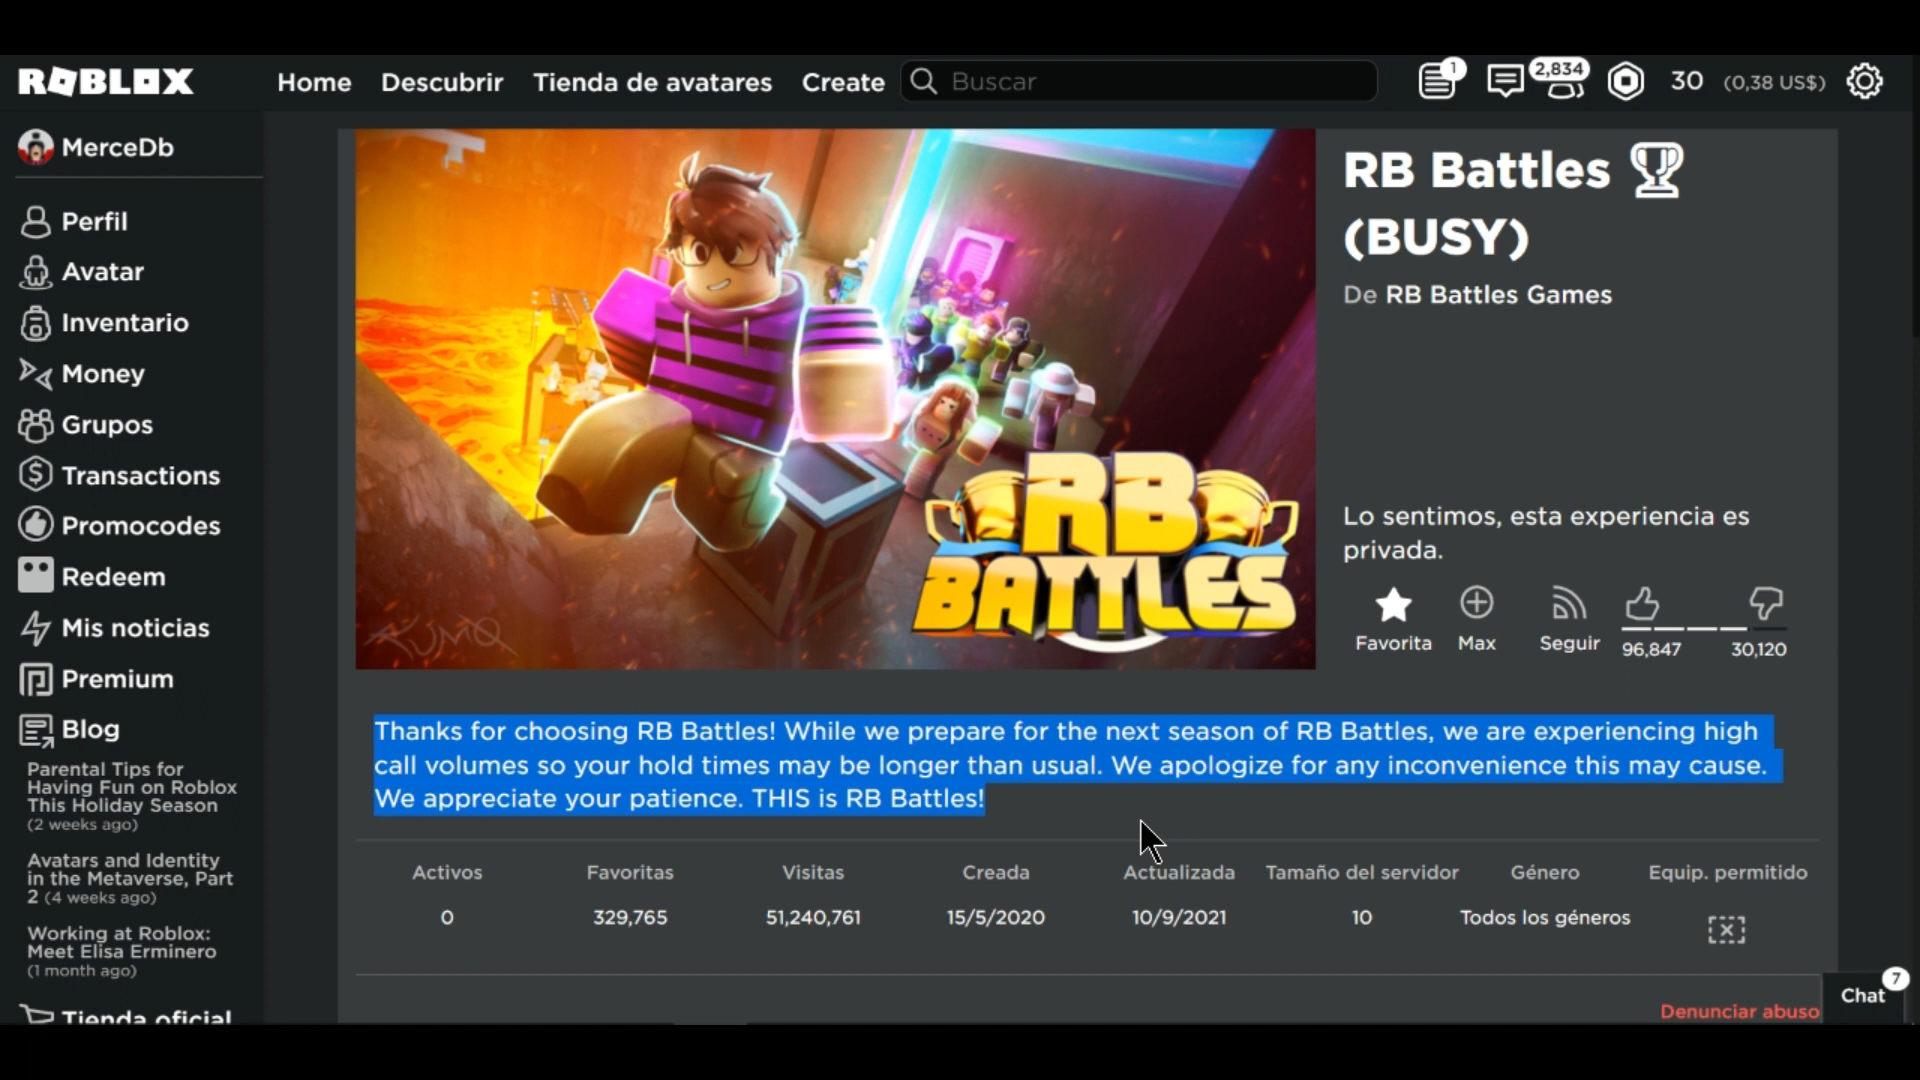 ROBLOX
Home
Descubrir
Tienda de avatares
Create
Buscar
1
2,834
30
(0,38 US$)
MerceDb
Perfil
Avatar
Inventario
Money
Grupos
Transactions
Promocodes
Redeem
Mis noticias
Premium
Blog
Parental Tips for
Having Fun on Roblox
This Holiday Season
(2 weeks ago)
Avatars and Identity
in the Metaverse, Part
2 (4 weeks ago)
Working at Roblox:
Meet Elisa Erminero
(1 month ago)
Tienda oficial
RB
BATTLES
RB Battles
(BUSY)
De RB Battles Games
Lo sentimos, esta experiencia es
privada.
Favorita
Max
Seguir
96,847
30,120
Thanks for choosing RB Battles! While we prepare for the next season of RB Battles, we are experiencing high
call volumes so your hold times may be longer than usual. We apologize for any inconvenience this may cause.
We appreciate your patience. THIS is RB Battles!
Activos
Favoritas
Visitas
Creada
Actualizada
Tamaño del servidor
Género
Equip. permitido
0
329,765
51,240,761
15/5/2020
10/9/2021
10
Todos los géneros
Denunciar abuso
Chat
7